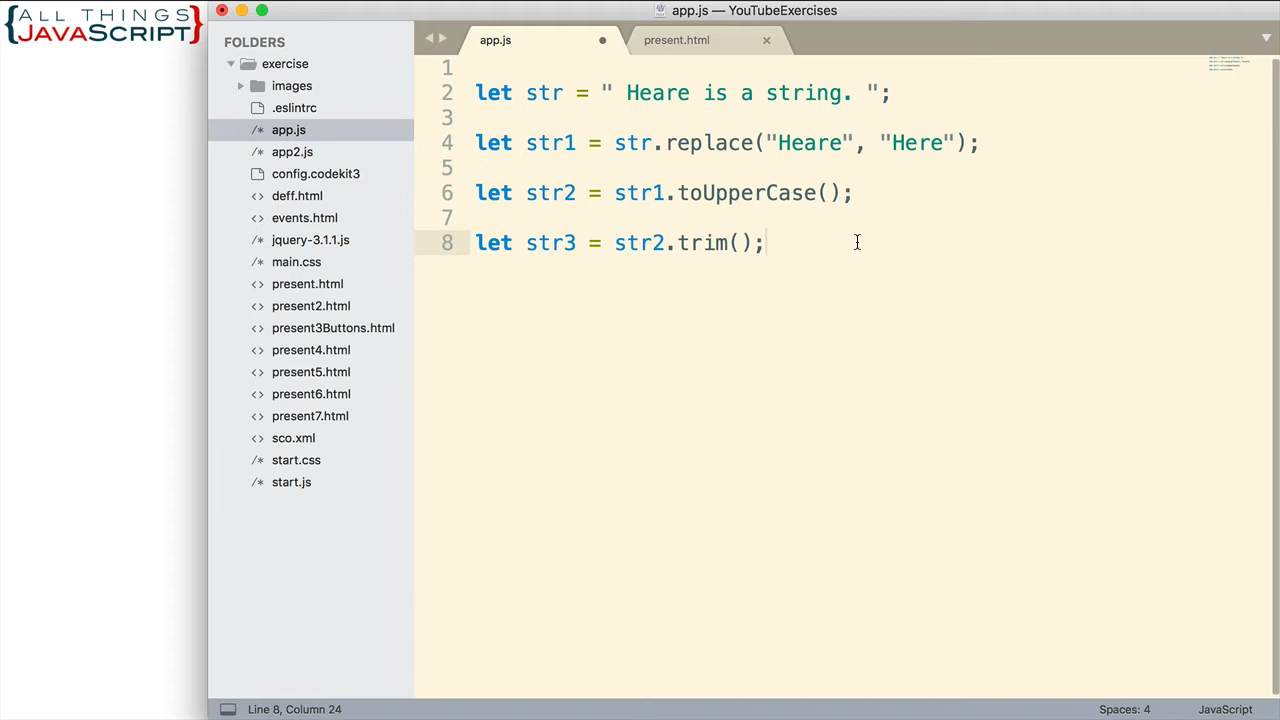 ALL THINGS
{JAVASCRIPT}
app.js — YouTubeExercises
FOLDERS
exercise
images
.eslintrc
/* app.js
/* app2.js
config.codekit3
<> deff.html
<> events.html
<> jquery-3.1.1.js
<> main.css
<> present.html
<> present2.html
<> present3Buttons.html
<> present4.html
<> present5.html
<> present6.html
<> present7.html
<> sco.xml
/* start.css
/* start.js
app.js
present.html
1
2 let str = " Heare is a string. ";
3
4 let str1 = str.replace("Heare", "Here");
5
6 let str2 = str1.toUpperCase();
7
8 let str3 = str2.trim();
Line 8, Column 24
Spaces: 4
JavaScript